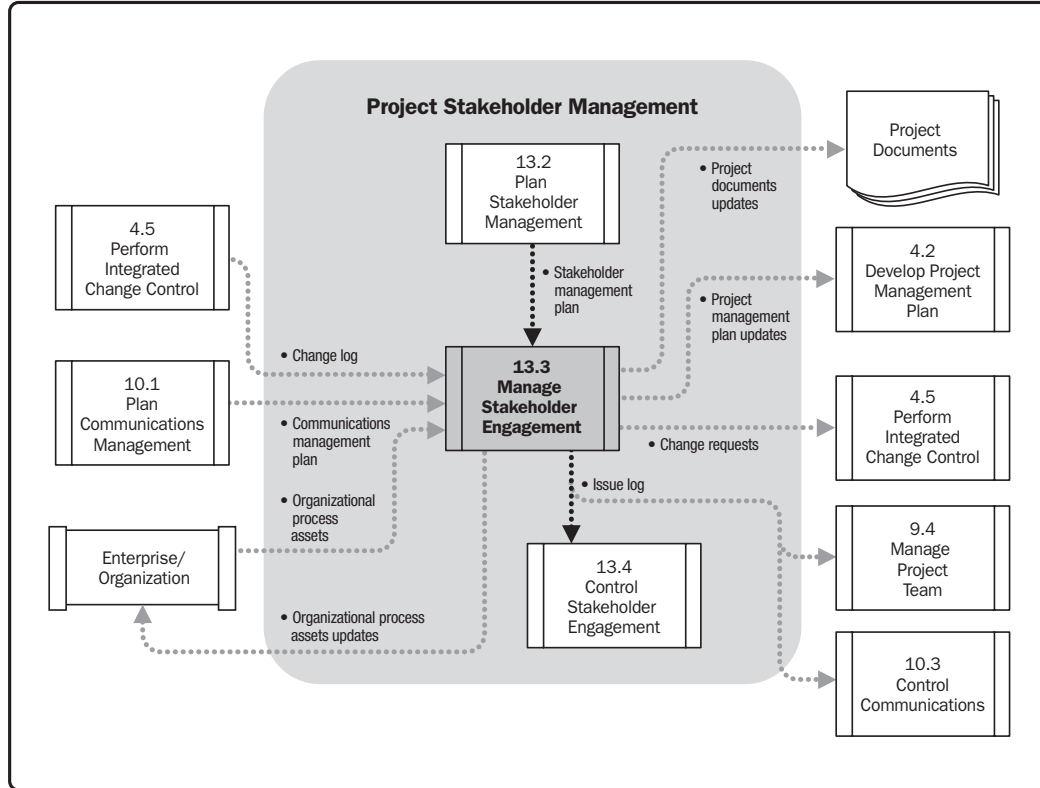 Project Stakeholder Management
13.2
Plan
Stakeholder
Management
• Stakeholder
management
plan
4.5
Perform
Integrated
Change Control
• Change log
10.1
Plan
Communications
Management
• Communications
management
plan
• Organizational
process
assets
Enterprise/
Organization
• Organizational process
assets updates
13.3
Manage
Stakeholder
Engagement
• Issue log
13.4
Control
Stakeholder
Engagement
• Project
documents
updates
Project
Documents
• Project
management
plan updates
4.2
Develop Project
Management
Plan
• Change requests
4.5
Perform
Integrated
Change Control
9.4
Manage
Project
Team
10.3
Control
Communications